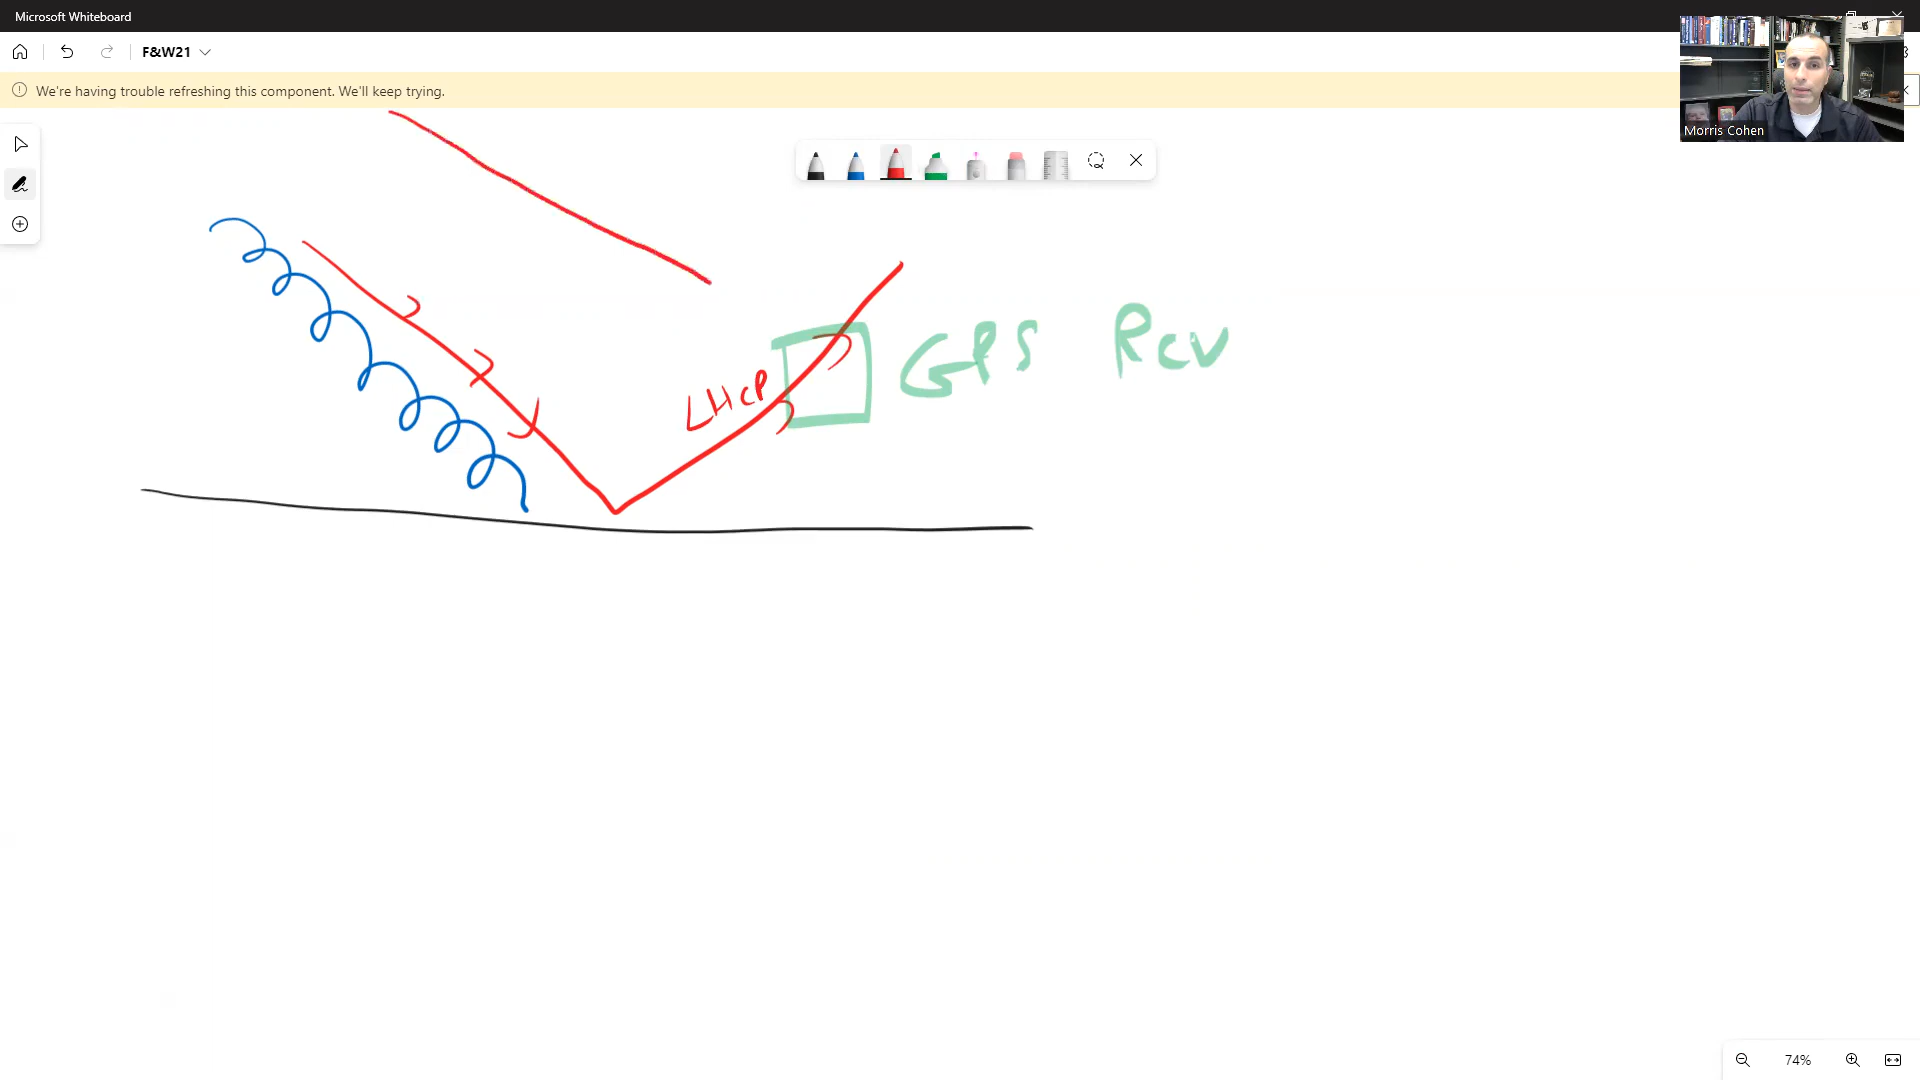 Microsoft Whiteboard
F&W21
We're having trouble refreshing this component. We'll keep trying.
Morris Cohen
GPS Rcv
LHCP
74%